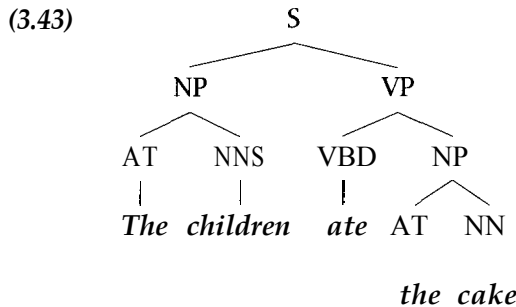 (3.43) S
NP VP
AT NNS VBD NP
The children ate AT NN
the cake